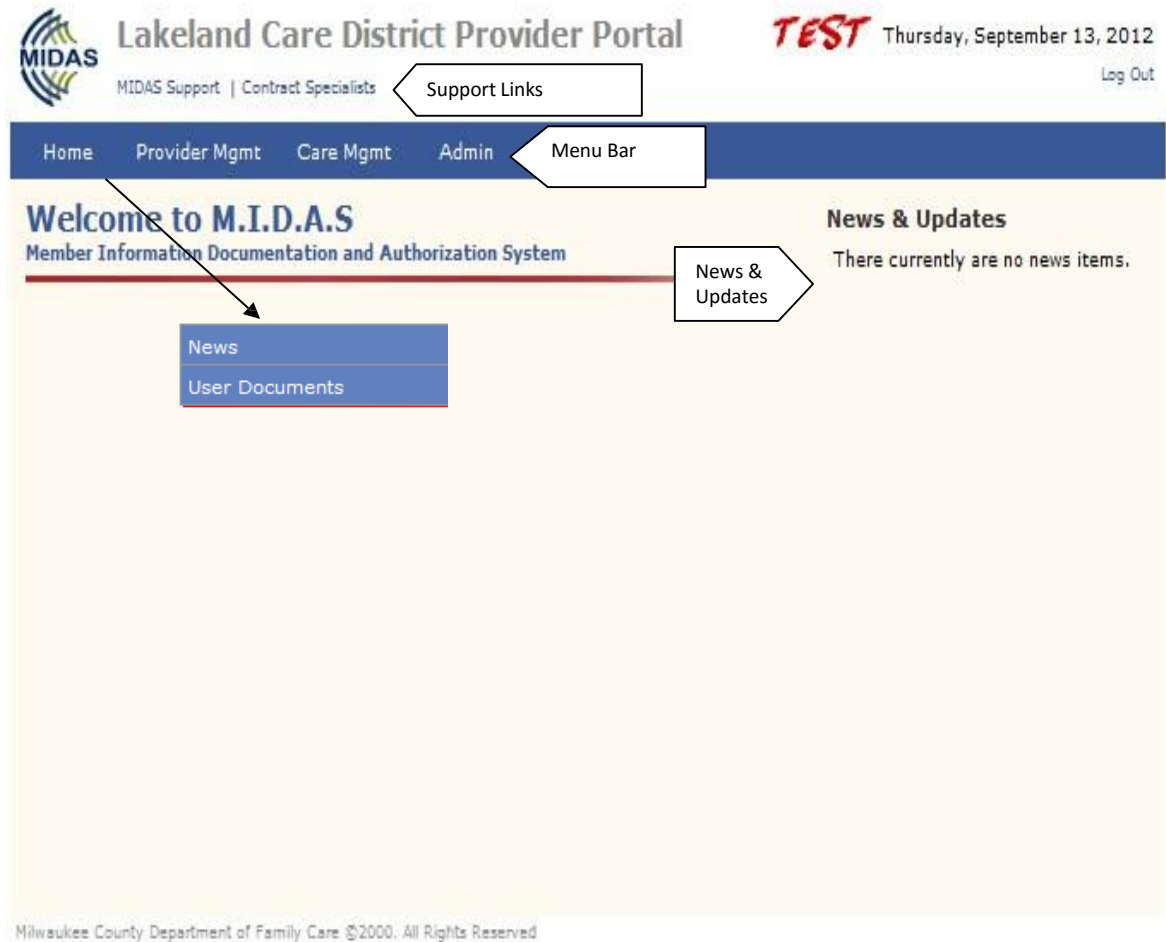 MIDAS
Lakeland Care District Provider Portal
TEST Thursday, September 13, 2012
MIDAS Support | Contract Specialists
Support Links
Log Out
Home Provider Mgmt Care Mgmt Admin
Menu Bar
Welcome to M.I.D.A.S
Member Information Documentation and Authorization System
News & Updates
There currently are no news items.
News &
Updates
News
User Documents
Milwaukee County Department of Family Care ©2000. All Rights Reserved